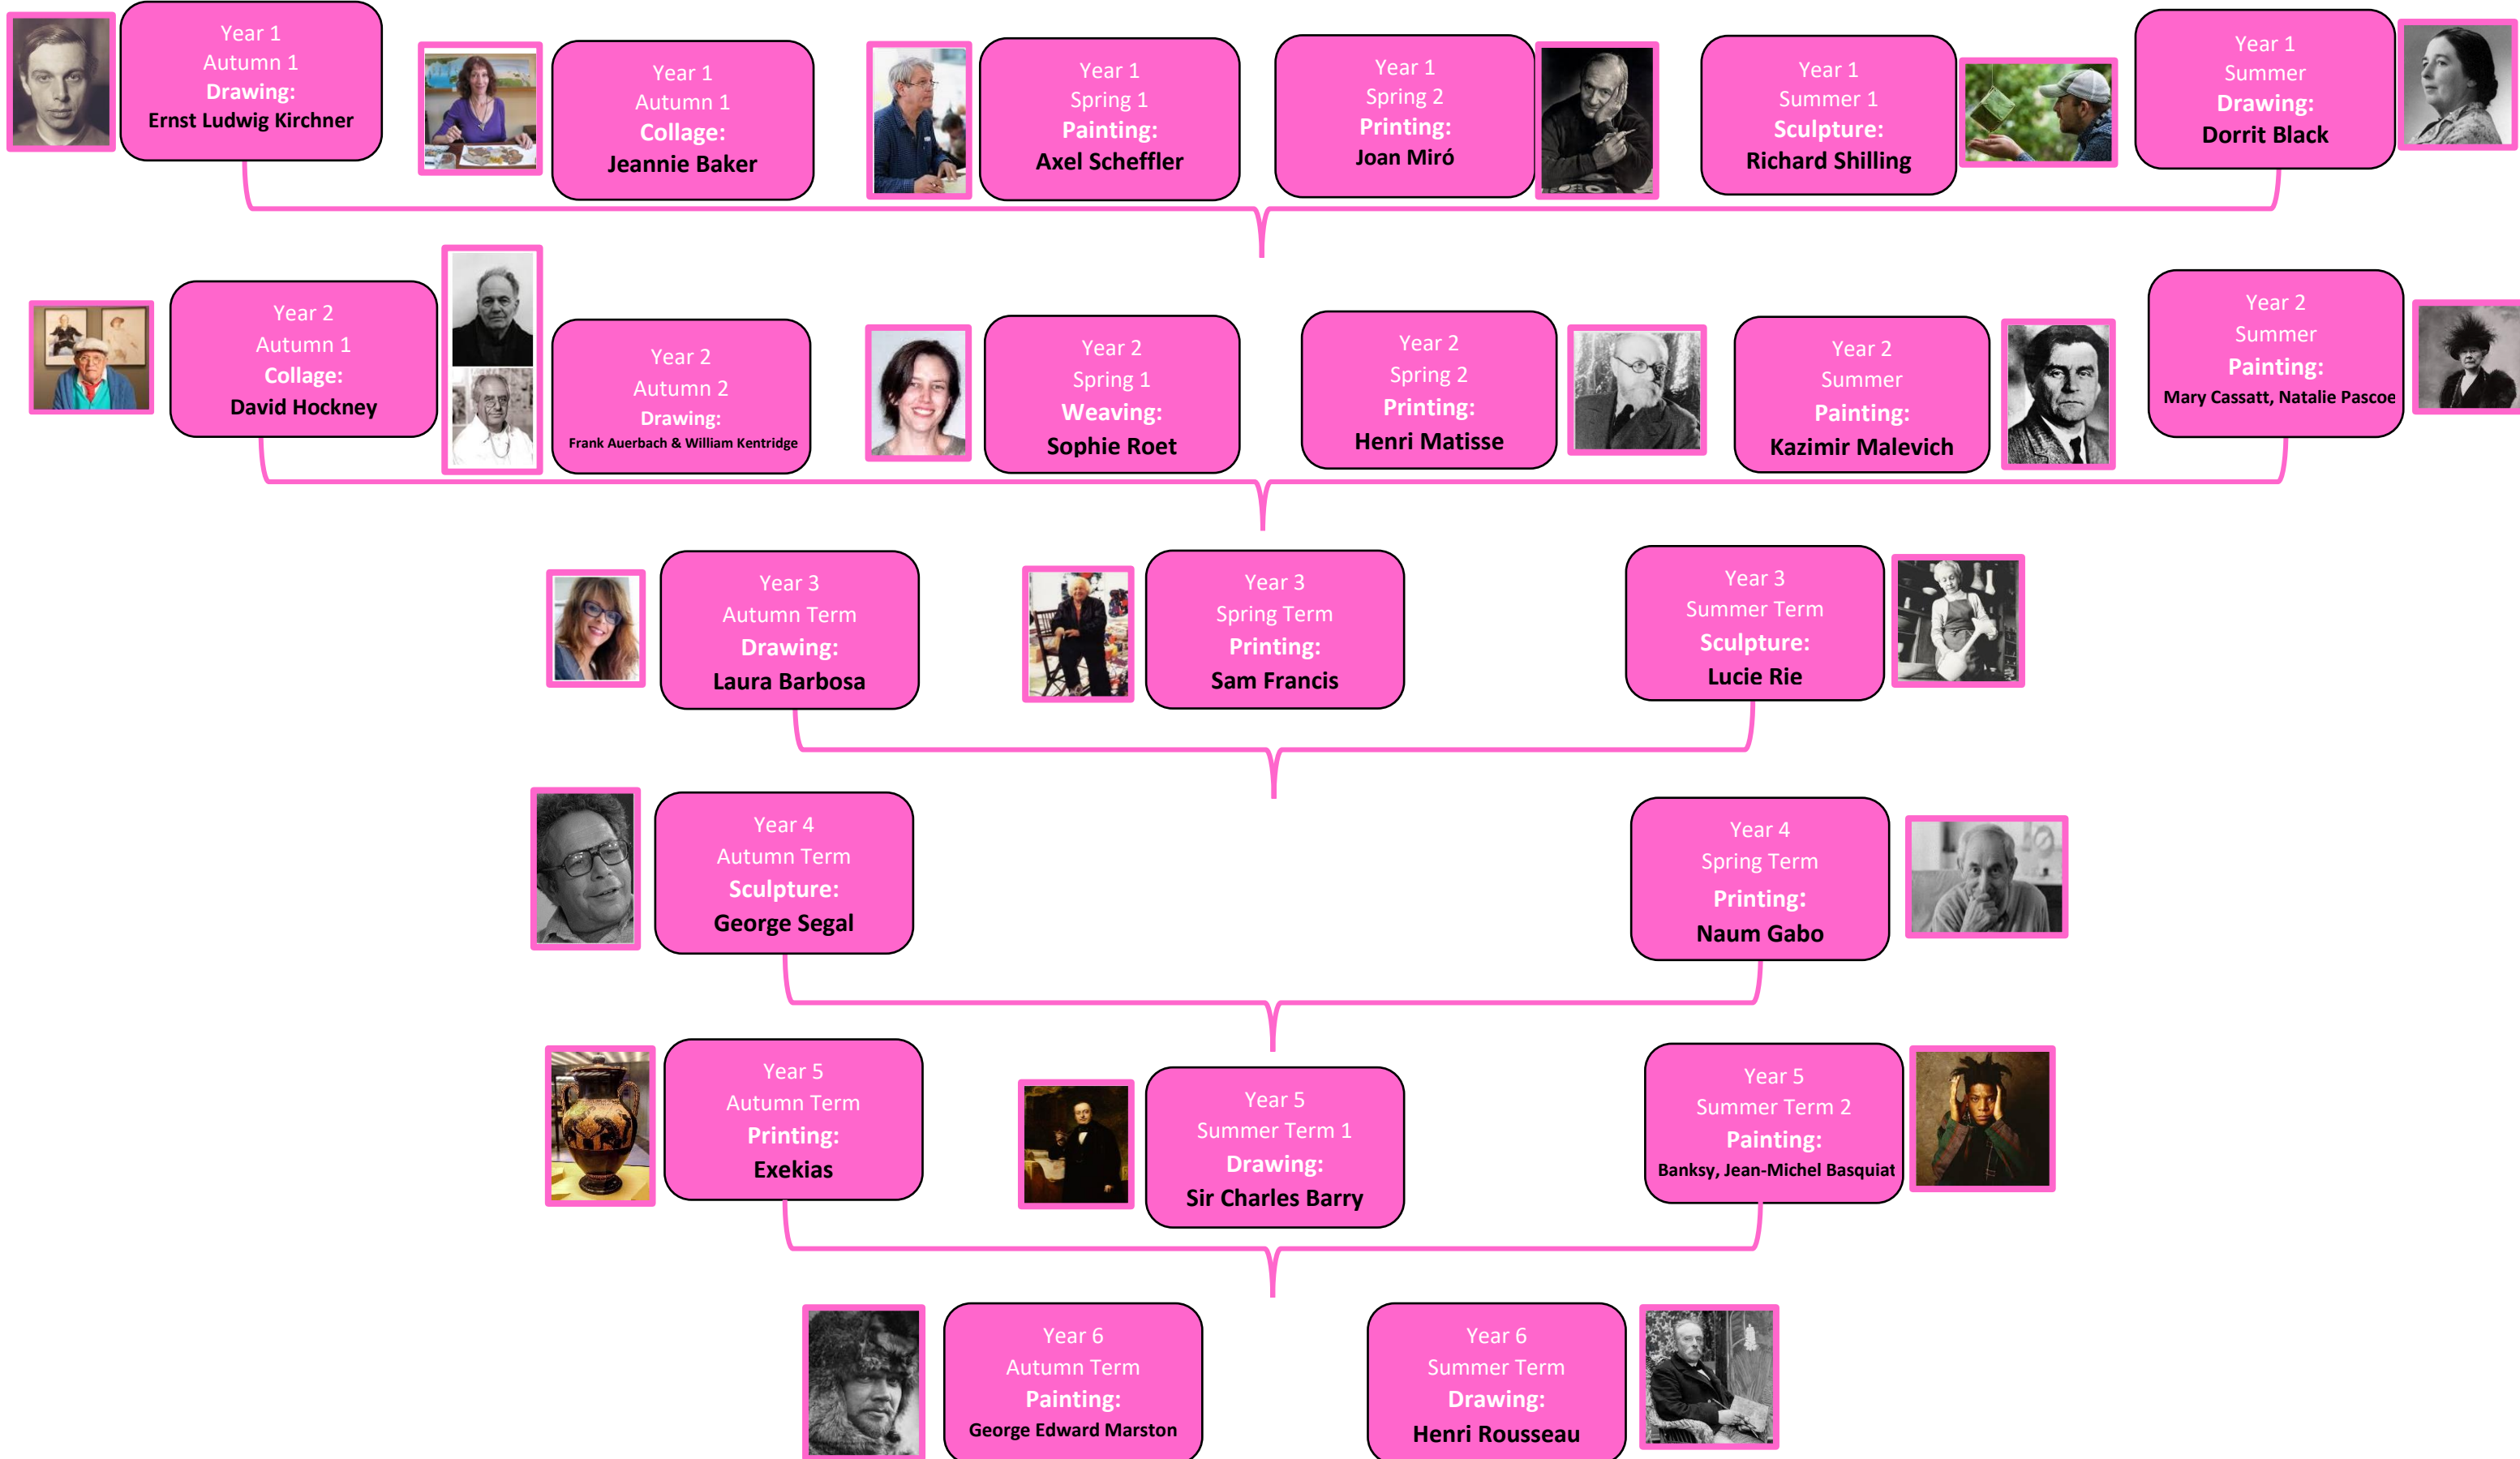 Year 1
Autumn 1
Drawing:
Ernst Ludwig Kirchner
Year 1
Autumn 1
Collage:
Jeannie Baker
Year 1
Spring 1
Painting:
Axel Scheffler
Year 1
Spring 2
Printing:
Joan Miró
Year 1
Summer 1
Sculpture:
Richard Shilling
Year 1
Summer
Drawing:
Dorrit Black
Year 2
Autumn 1
Collage:
David Hockney
Year 2
Autumn 2
Drawing:
Frank Auerbach & William Kentridge
Year 2
Spring 1
Weaving:
Sophie Roet
Year 2
Spring 2
Printing:
Henri Matisse
Year 2
Summer
Painting:
Kazimir Malevich
Year 2
Summer
Painting:
Mary Cassatt, Natalie Pascoe
Year 3
Autumn Term
Drawing:
Laura Barbosa
Year 3
Spring Term
Printing:
Sam Francis
Year 3
Summer Term
Sculpture:
Lucie Rie
Year 4
Autumn Term
Sculpture:
George Segal
Year 4
Spring Term
Printing:
Naum Gabo
Year 5
Autumn Term
Printing:
Exekias
Year 5
Summer Term 1
Drawing:
Sir Charles Barry
Year 5
Summer Term 2
Painting:
Banksy, Jean-Michel Basquiat
Year 6
Autumn Term
Painting:
George Edward Marston
Year 6
Summer Term
Drawing:
Henri Rousseau